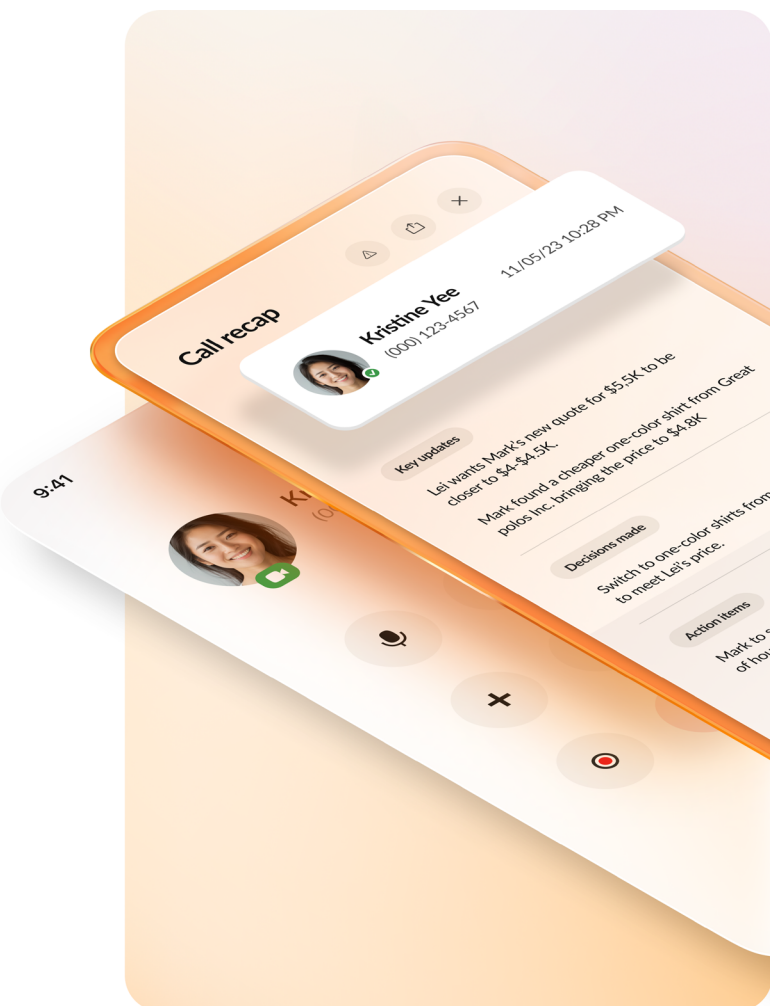 Call recap
Kristine Yee
(000) 123-4567
11/05/23 10:28 PM
Key updates
Lei wants Mark's new quote for $5,5K to be
closer to $4-$4.5K.
Mark found a cheaper one-color shirt from Great
polos Inc. bringing the price to $4.8K
Decisions made
Switch to one-color shirts from
to meet Lei's price.
Action items
Mark to
of
9:41